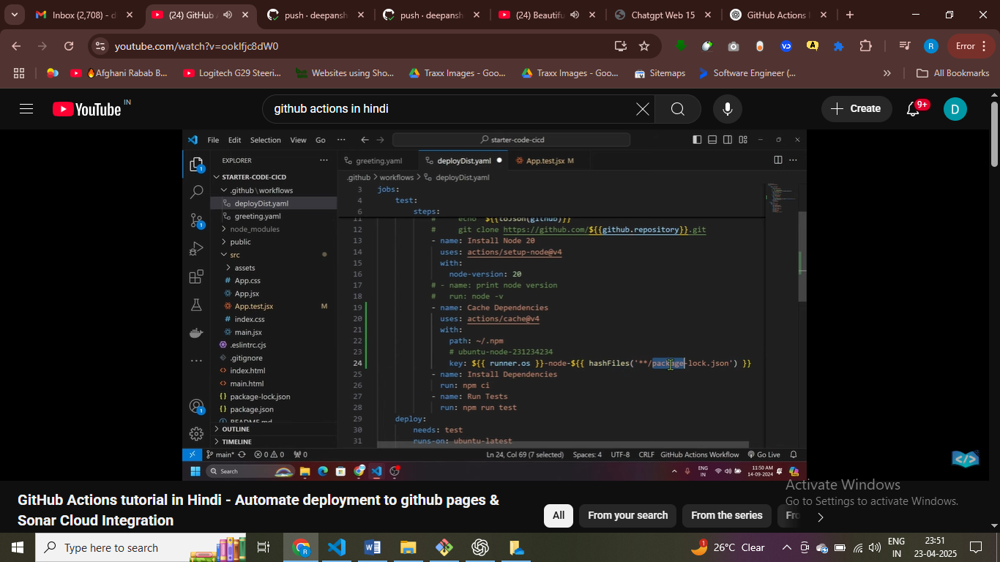 Inbox (2,708) - d
(24) GitHub A
push · deepansh
push · deepansh
(24) Beautifu
Chatgpt Web 15
GitHub Actions I
youtube.com/watch?v=ooklfjc8dW0
R
Error
🔥Afghani Rabab B...
Logitech G29 Steeri...
Websites using Sho...
Traxx Images - Goo...
Traxx Images - Goo...
Sitemaps
Software Engineer (...
All Bookmarks
YouTube IN
github actions in hindi
Create
9+
D
File Edit Selection View Go
starter-code-cicd
EXPLORER
greeting.yaml
deployDist.yaml
App.test.jsx M
STARTER-CODE-CICD
.github > workflows > deployDist.yaml
.github \ workflows
deployDist.yaml
greeting.yaml
node_modules
public
src
assets
App.css
App.jsx
App.test.jsx M
index.css
main.jsx
.eslintrc.cjs
.gitignore
index.html
main.html
package-lock.json
package.json
README.md
OUTLINE
TIMELINE
3 jobs:
4 test:
6 steps:
11 # echo "${{toJson(github)}}
12 # git clone https://github.com/${{github.repository}}.git
13 - name: Install Node 20
14 uses: actions/setup-node@v4
15 with:
16 node-version: 20
17 # - name: print node version
18 # run: node -v
19 - name: Cache Dependencies
20 uses: actions/cache@v4
21 with:
22 path: ~/.npm
23 # ubuntu-node-231234234
24 key: ${{ runner.os }}-node-${{ hashFiles('**/package-lock.json') }}
25 - name: Install Dependencies
26 run: npm ci
27 - name: Run Tests
28 run: npm run test
29 deploy:
30 needs: test
31 runs-on: ubuntu-latest
main* 0 0 0 Ln 24, Col 69 (7 selected) Spaces: 4 UTF-8 CRLF GitHub Actions Workflow Go Live
Search
ENG IN
11:50 AM
14-09-2024
GitHub Actions tutorial in Hindi - Automate deployment to github pages &
Sonar Cloud Integration
All
From your search
From the series
Fro
Activate Windows
Go to Settings to activate Windows.
Type here to search
1
26°C Clear
ENG
IN
23:51
23-04-2025